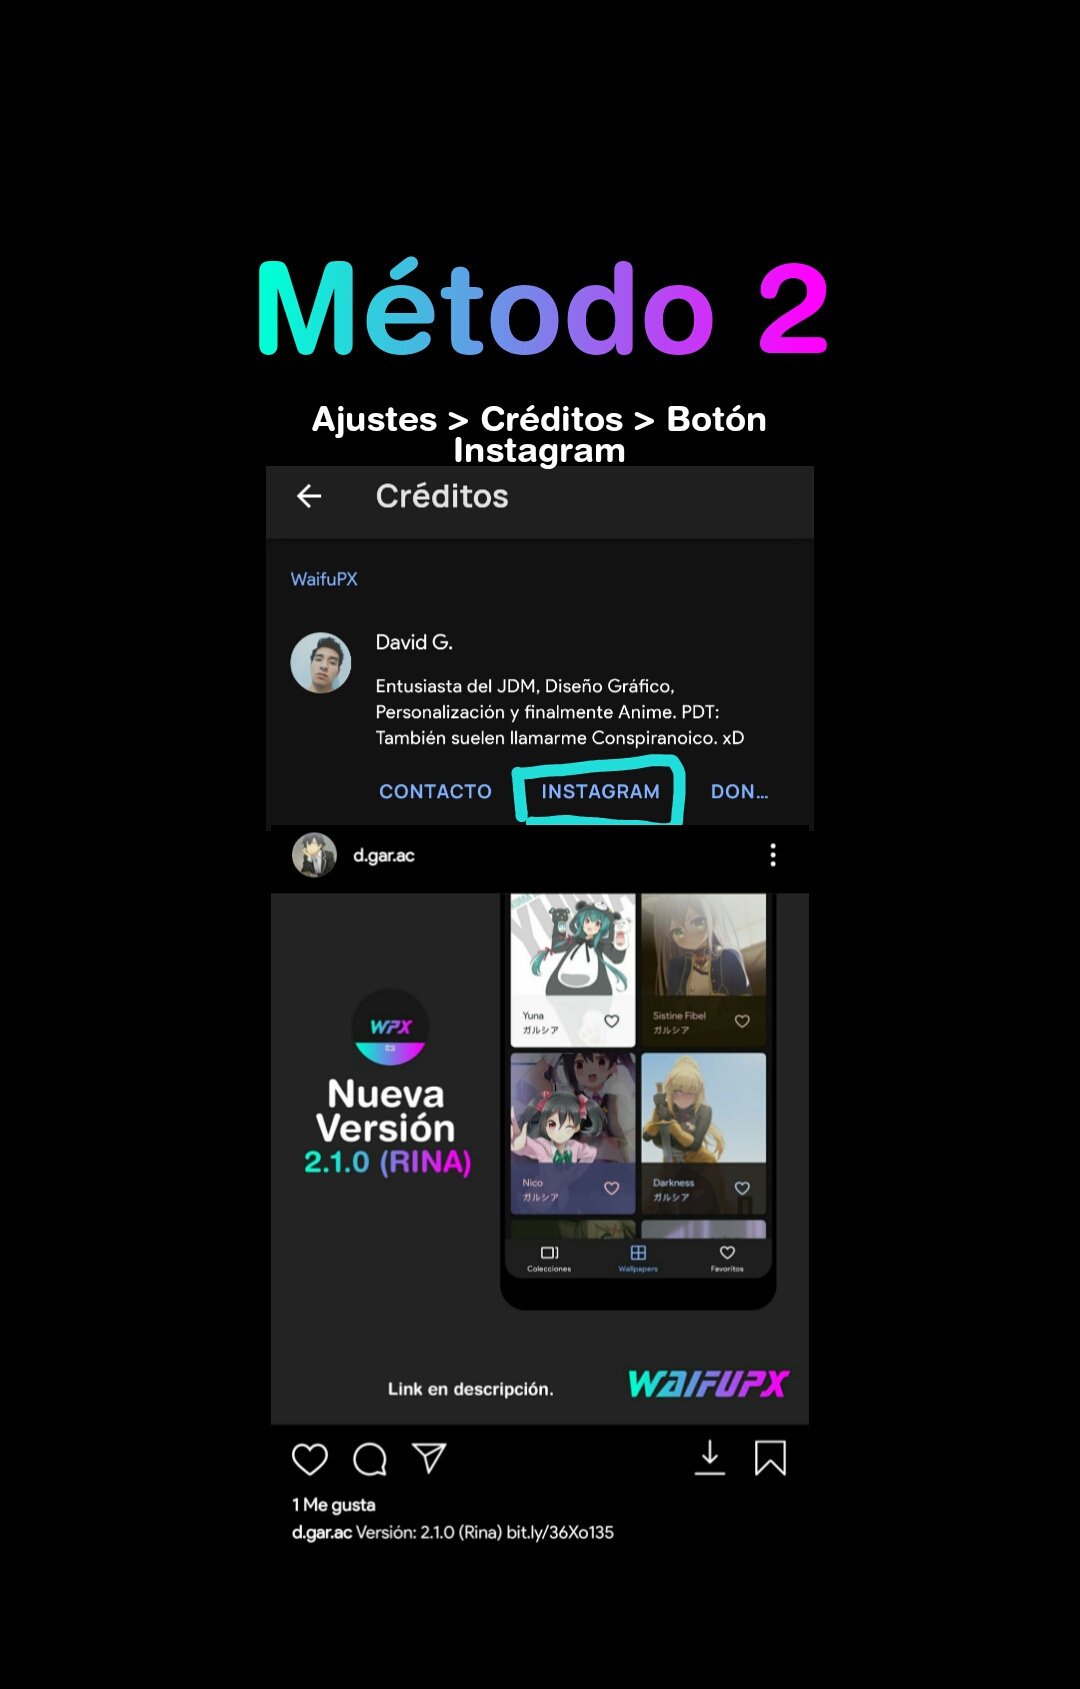 Método 2
Ajustes > Créditos > Botón
Instagram
Créditos
WaifuPX
David G.
Entusiasta del JDM, Diseño Gráfico,
Personalización y finalmente Anime. PDT:
También suelen llamarme Conspiranoico. xD
CONTACTO INSTAGRAM DON...
d.gar.ac
Yuna
ガルシア
Sistine Fibel
ガルシア
WPX
Nueva
Versión
2.1.0 (RINA)
Nico
ガルシア
Darkness
ガルシア
Colecciones Wallpapers Favoritos
Link en descripción.
WAIFUPX
1 Me gusta
d.gar.ac Versión: 2.1.0 (Rina) bit.ly/36Xo135